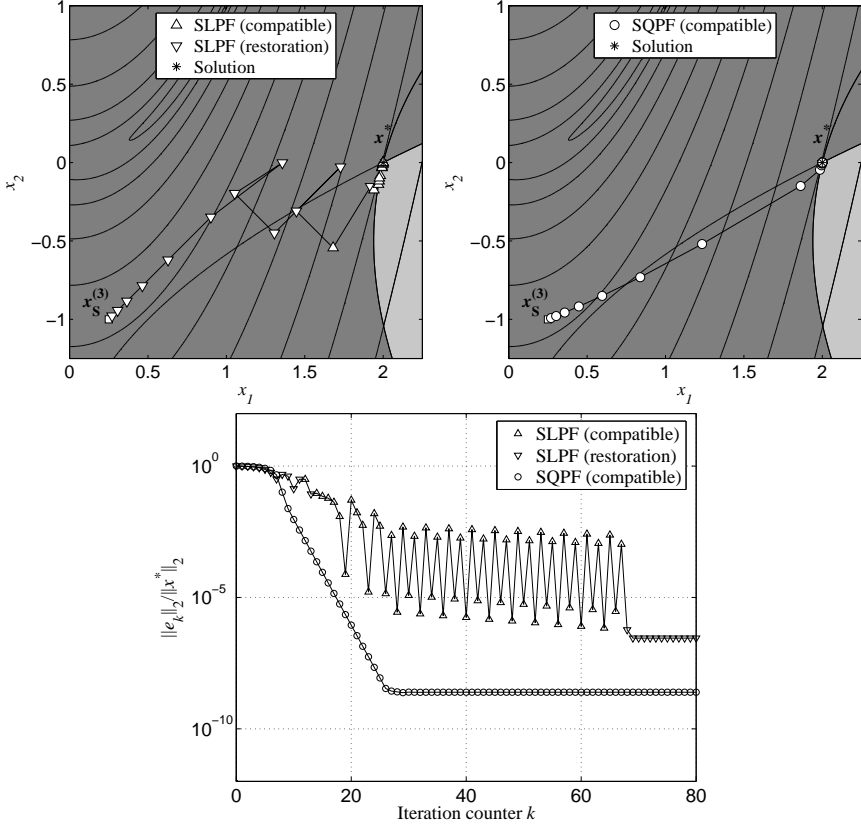 1
0.5
0
−0.5
−1
x2
SLPF (compatible)
SLPF (restoration)
Solution
x*
xS(3)
0
0.5
1
1.5
2
x1
1
0.5
0
−0.5
−1
x2
SQPF (compatible)
Solution
x*
xS(3)
0
0.5
1
1.5
2
x1
10^0
10^−5
10^−10
||e_k||_2/||x*||_2
SLPF (compatible)
SLPF (restoration)
SQPF (compatible)
0
20
40
60
80
Iteration counter k